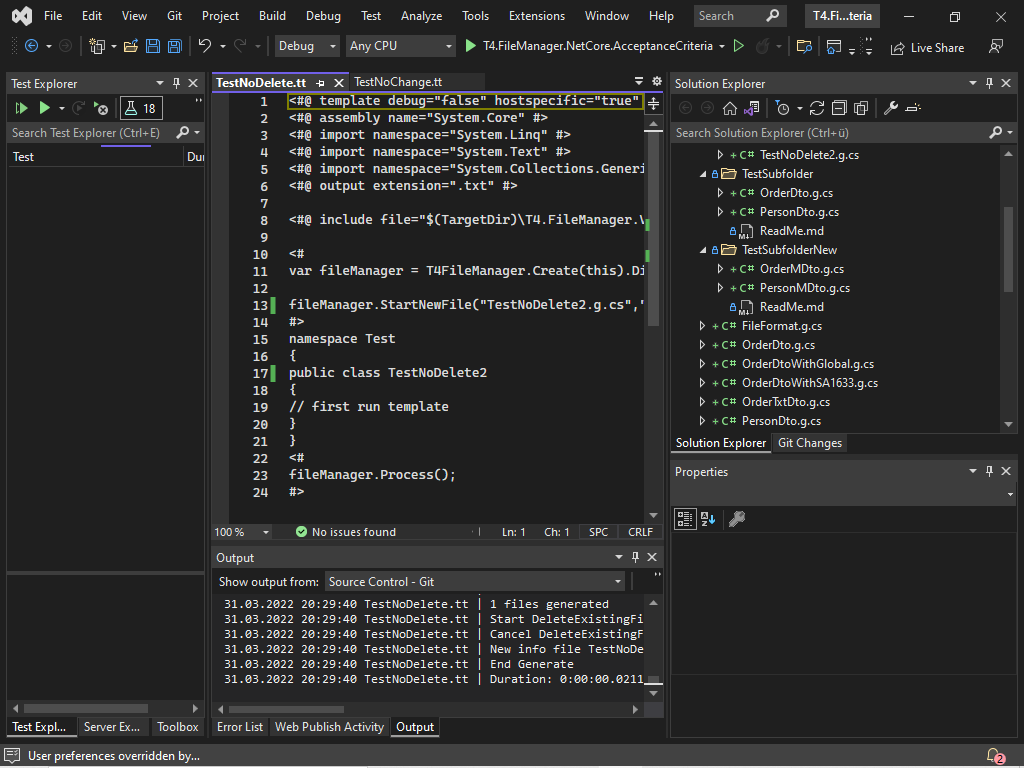 File Edit View Git Project Build Debug Test Analyze Tools Extensions Window Help Search T4.Fi...teria
Debug Any CPU T4.FileManager.NetCore.AcceptanceCriteria Live Share
Test Explorer
18
Search Test Explorer (Ctrl+E)
Test Dur
TestNoDelete.tt TestNoChange.tt
1 <#@ template debug="false" hostspecific="true"
2 <#@ assembly name="System.Core" #>
3 <#@ import namespace="System.Linq" #>
4 <#@ import namespace="System.Text" #>
5 <#@ import namespace="System.Collections.Generi
6 <#@ output extension=".txt" #>
7
8 <#@ include file="$(TargetDir)\T4.FileManager.V
9
10 <#
11 var fileManager = T4FileManager.Create(this).Di
12
13 fileManager.StartNewFile("TestNoDelete2.g.cs","
14 #>
15 namespace Test
16 {
17 public class TestNoDelete2
18 {
19 // first run template
20 }
21 }
22 <#
23 fileManager.Process();
24 #>
100 % No issues found Ln: 1 Ch: 1 SPC CRLF
Output
Show output from: Source Control - Git
31.03.2022 20:29:40 TestNoDelete.tt | 1 files generated
31.03.2022 20:29:40 TestNoDelete.tt | Start DeleteExistingFi
31.03.2022 20:29:40 TestNoDelete.tt | Cancel DeleteExistingF
31.03.2022 20:29:40 TestNoDelete.tt | New info file TestNoDe
31.03.2022 20:29:40 TestNoDelete.tt | End Generate
31.03.2022 20:29:40 TestNoDelete.tt | Duration: 0:00:00.0211
Test Expl... Server Ex... Toolbox Error List Web Publish Activity Output
Solution Explorer
Search Solution Explorer (Ctrl+ü)
+ C# TestNoDelete2.g.cs
TestSubfolder
+ C# OrderDto.g.cs
+ C# PersonDto.g.cs
ReadMe.md
TestSubfolderNew
+ C# OrderMDto.g.cs
+ C# PersonMDto.g.cs
ReadMe.md
+ C# FileFormat.g.cs
+ C# OrderDto.g.cs
+ C# OrderDtoWithGlobal.g.cs
+ C# OrderDtoWithSA1633.g.cs
+ C# OrderTxtDto.g.cs
+ C# PersonDto.g.cs
Solution Explorer Git Changes
Properties
User preferences overridden by... 2